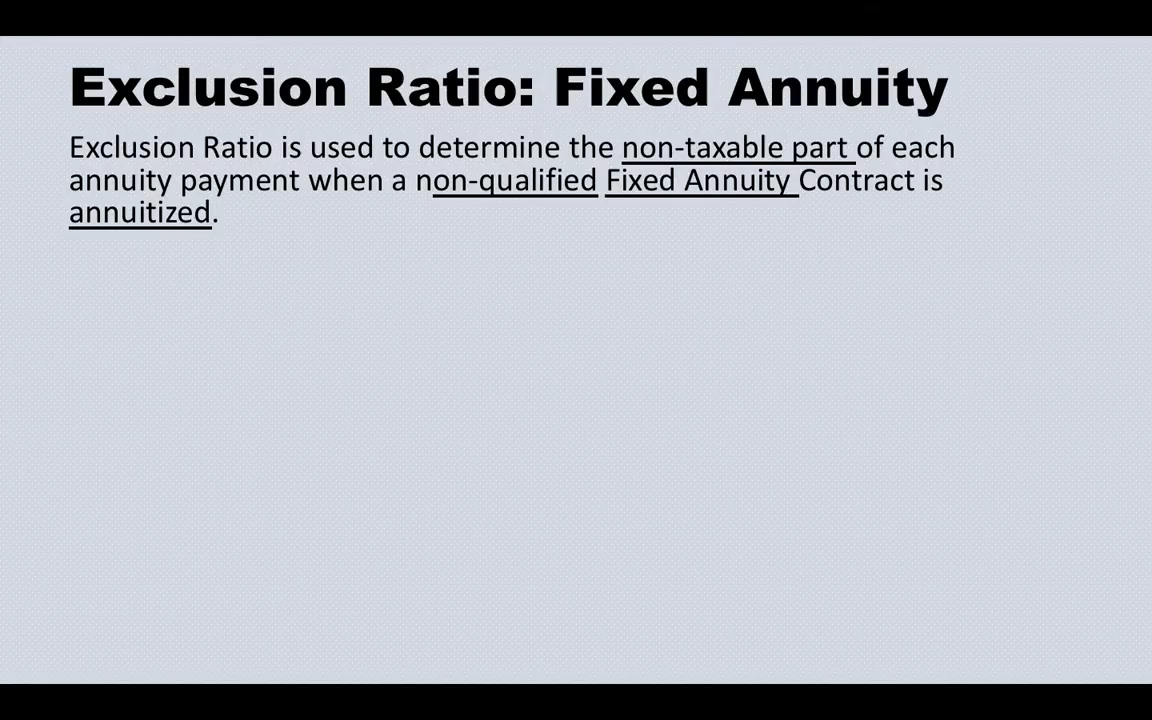 Exclusion Ratio: Fixed Annuity
Exclusion Ratio is used to determine the non-taxable part of each
annuity payment when a non-qualified Fixed Annuity Contract is
annuitized.